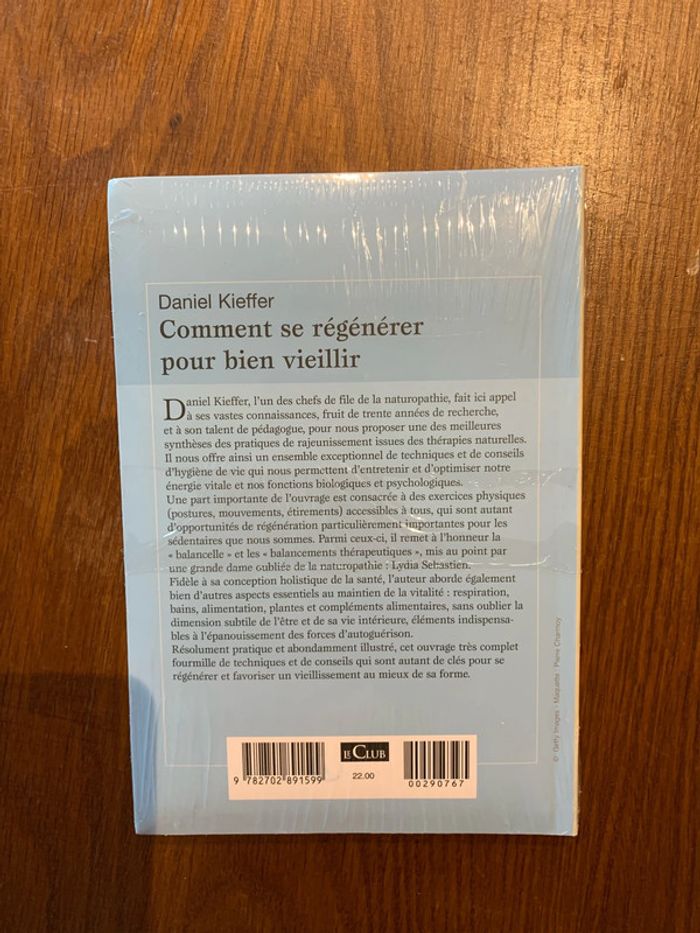 Daniel Kieffer
Comment se régénérer
pour bien vieillir
Daniel Kieffer, l'un des chefs de file de la naturopathie, fait ici appel
à ses vastes connaissances, fruit de trente années de recherche,
et à son talent de pédagogue, pour nous proposer une des meilleures
synthèses des pratiques de rajeunissement issues des thérapies naturelles.
Il nous offre ainsi un ensemble exceptionnel de techniques et de conseils
d'hygiène de vie qui nous permettent d'entretenir et d'optimiser notre
énergie vitale et nos fonctions biologiques et psychologiques.
Une part importante de l'ouvrage est consacrée à des exercices physiques
(postures, mouvements, étirements) accessibles à tous, qui sont autant
d'opportunités de régénération particulièrement importantes pour les
sédentaires que nous sommes. Parmi ceux-ci, il remet à l'honneur la
« balancelle » et les « balancements thérapeutiques », mis au point par
une grande dame oubliée de la naturopathie : Lydia Sebastien.
Fidèle à sa conception holistique de la santé, l'auteur aborde également
bien d'autres aspects essentiels au maintien de la vitalité : respiration,
bains, alimentation, plantes et compléments alimentaires, sans oublier la
dimension subtile de l'être et de sa vie intérieure, éléments indispensa-
bles à l'épanouissement des forces d'autoguérison.
Résolument pratique et abondamment illustré, cet ouvrage très complet
fourmille de techniques et de conseils qui sont autant de clés pour se
régénérer et favoriser un vieillissement au mieux de sa forme.
© Getty Images - Maquette : Pierre Charmoy
LE CLUB
9 782702 891599
22.00
00290767